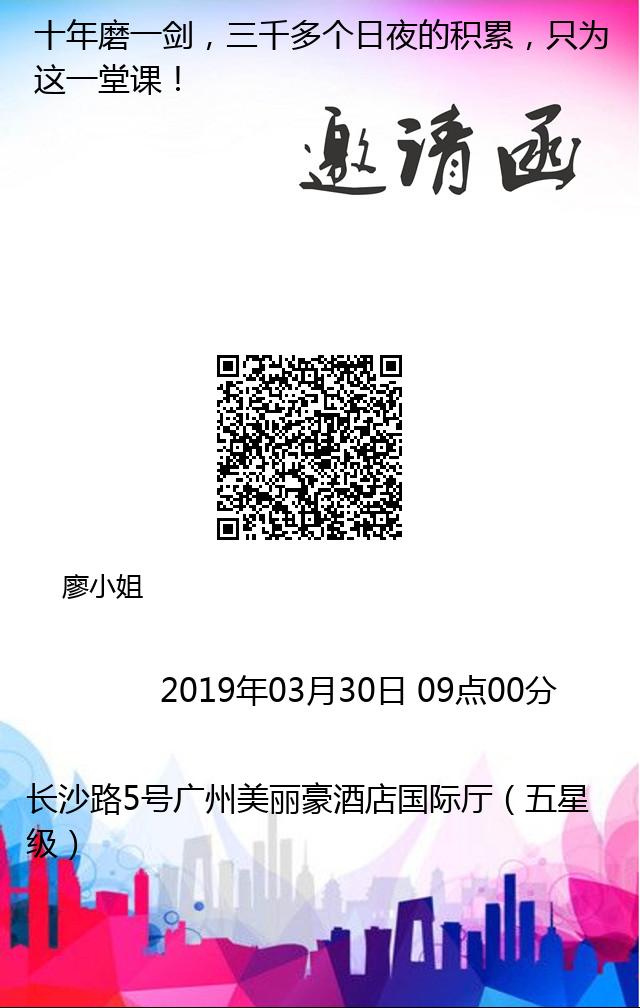 十年磨一剑，三千多个日夜的积累，只为
这一堂课！
邀请函
廖小姐
2019年03月30日 09点00分
长沙路5号广州美丽豪酒店国际厅（五星
级）